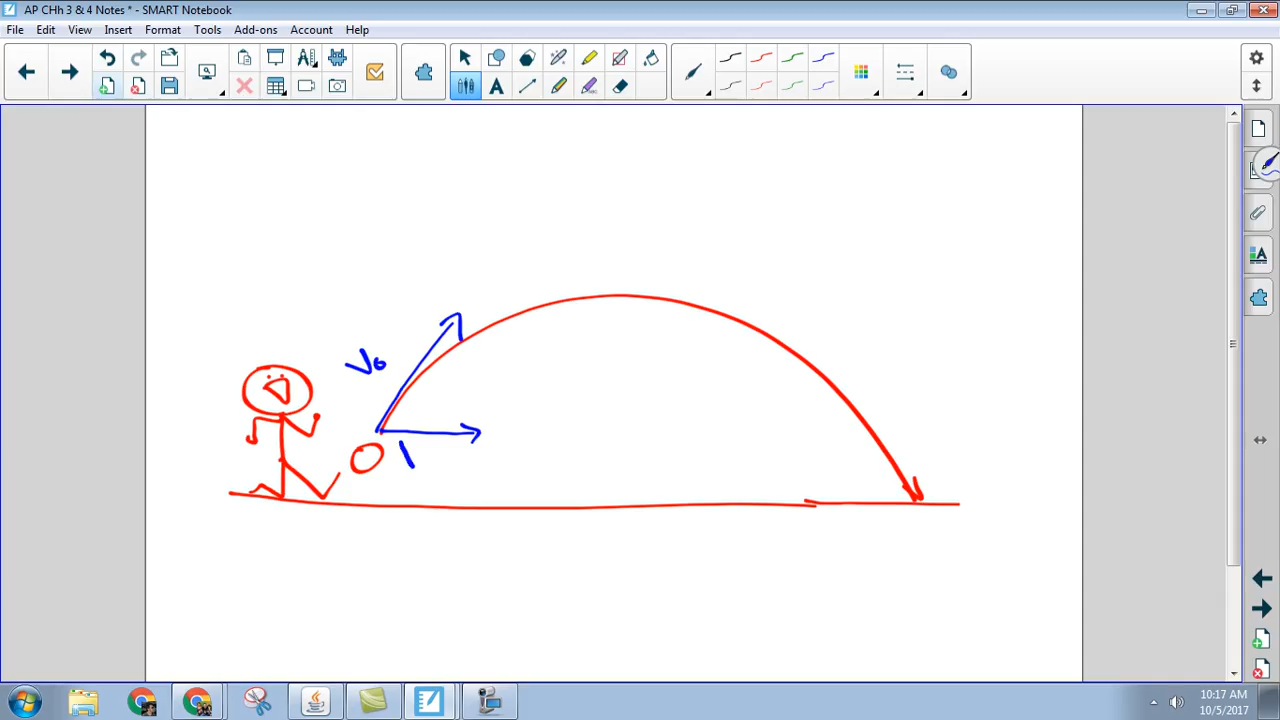 AP CHh 3 & 4 Notes * - SMART Notebook
File Edit View Insert Format Tools Add-ons Account Help
Vo
10:17 AM
10/5/2017